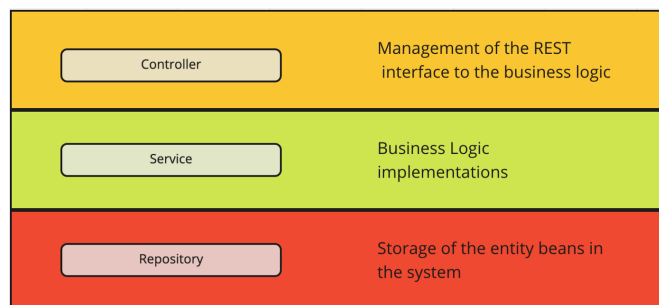 Controller
Management of the REST
interface to the business logic
Service
Business Logic
implementations
Repository
Storage of the entity beans in
the system